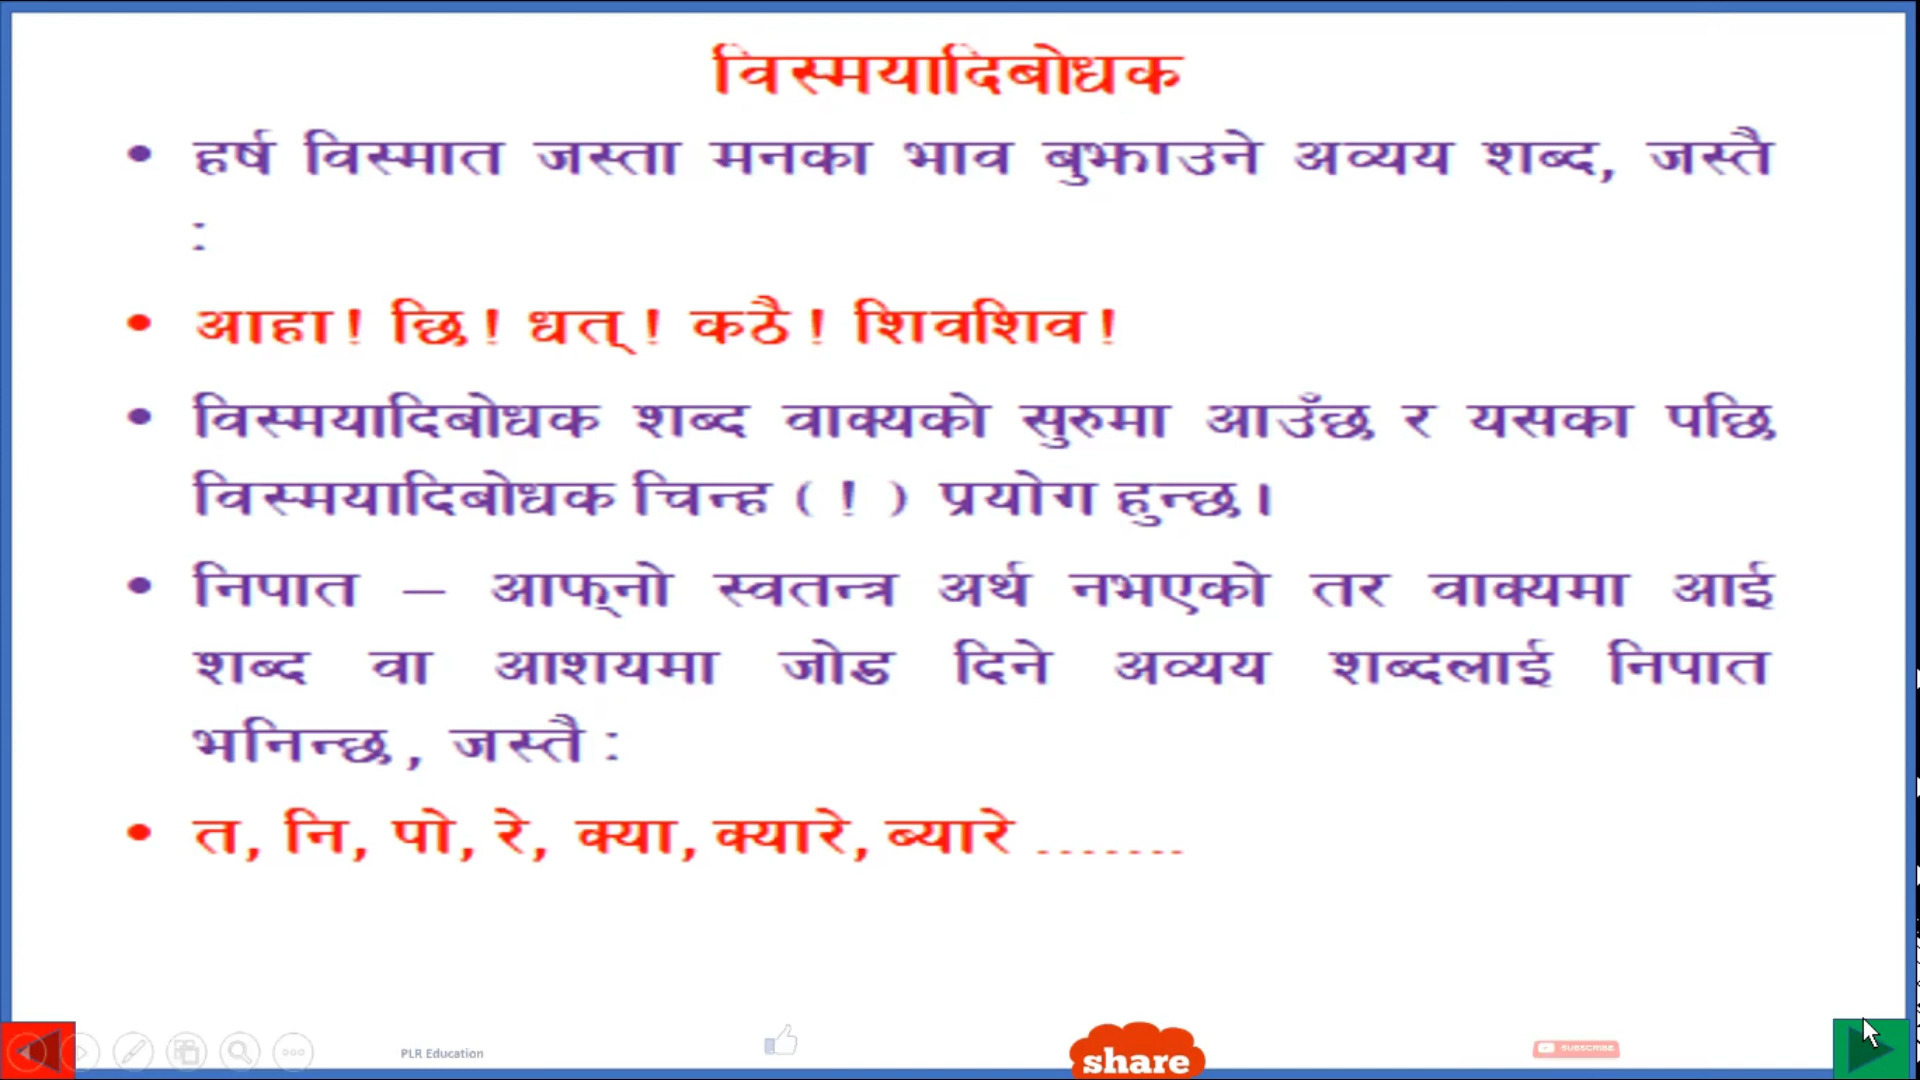 विस्मयादिबोधक
• हर्ष विस्मात जस्ता मनका भाव बुझाउने अव्यय शब्द, जस्तै
:
• आहा! छि! धत्! कठै! शिवशिव!
• विस्मयादिबोधक शब्द वाक्यको सुरुमा आउँछ र यसका पछि
विस्मयादिबोधक चिन्ह ( ! ) प्रयोग हुन्छ।
• निपात – आफ्‌नो स्वतन्त्र अर्थ नभएको तर वाक्यमा आई
शब्द वा आशयमा जोड दिने अव्यय शब्दलाई निपात
भनिन्छ, जस्तै :
• त, नि, पो, रे, क्या, क्यारे, ब्यारे .......
PLR Education
share
SUBSCRIBE